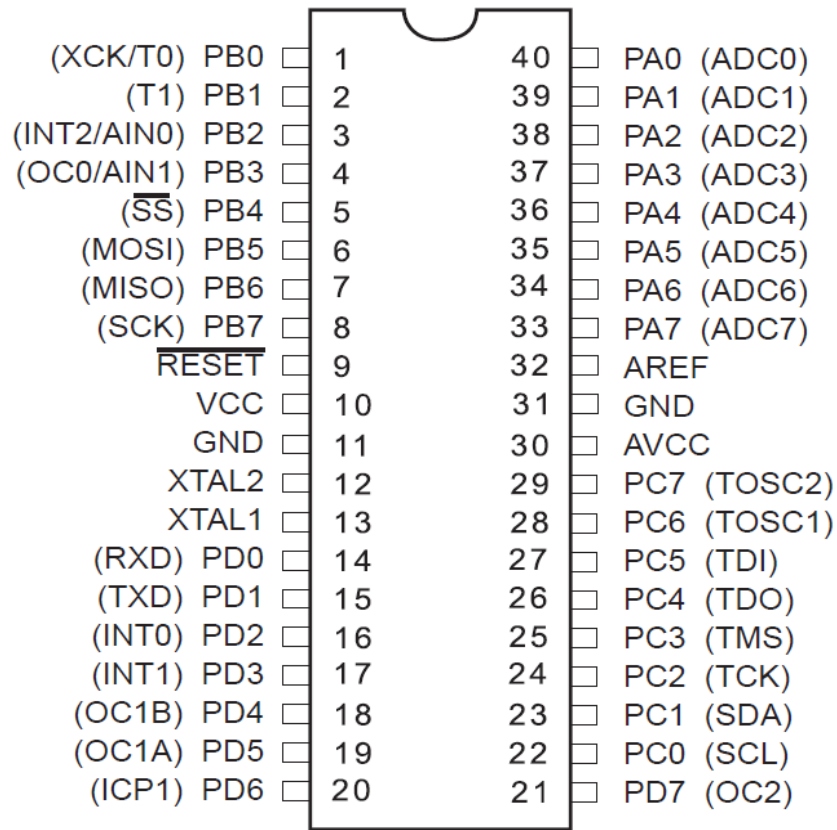 (XCK/T0) PB0 1 40 PA0 (ADC0)
(T1) PB1 2 39 PA1 (ADC1)
(INT2/AIN0) PB2 3 38 PA2 (ADC2)
(OC0/AIN1) PB3 4 37 PA3 (ADC3)
(S̅S̅) PB4 5 36 PA4 (ADC4)
(MOSI) PB5 6 35 PA5 (ADC5)
(MISO) PB6 7 34 PA6 (ADC6)
(SCK) PB7 8 33 PA7 (ADC7)
R̅E̅S̅E̅T̅ 9 32 AREF
VCC 10 31 GND
GND 11 30 AVCC
XTAL2 12 29 PC7 (TOSC2)
XTAL1 13 28 PC6 (TOSC1)
(RXD) PD0 14 27 PC5 (TDI)
(TXD) PD1 15 26 PC4 (TDO)
(INT0) PD2 16 25 PC3 (TMS)
(INT1) PD3 17 24 PC2 (TCK)
(OC1B) PD4 18 23 PC1 (SDA)
(OC1A) PD5 19 22 PC0 (SCL)
(ICP1) PD6 20 21 PD7 (OC2)